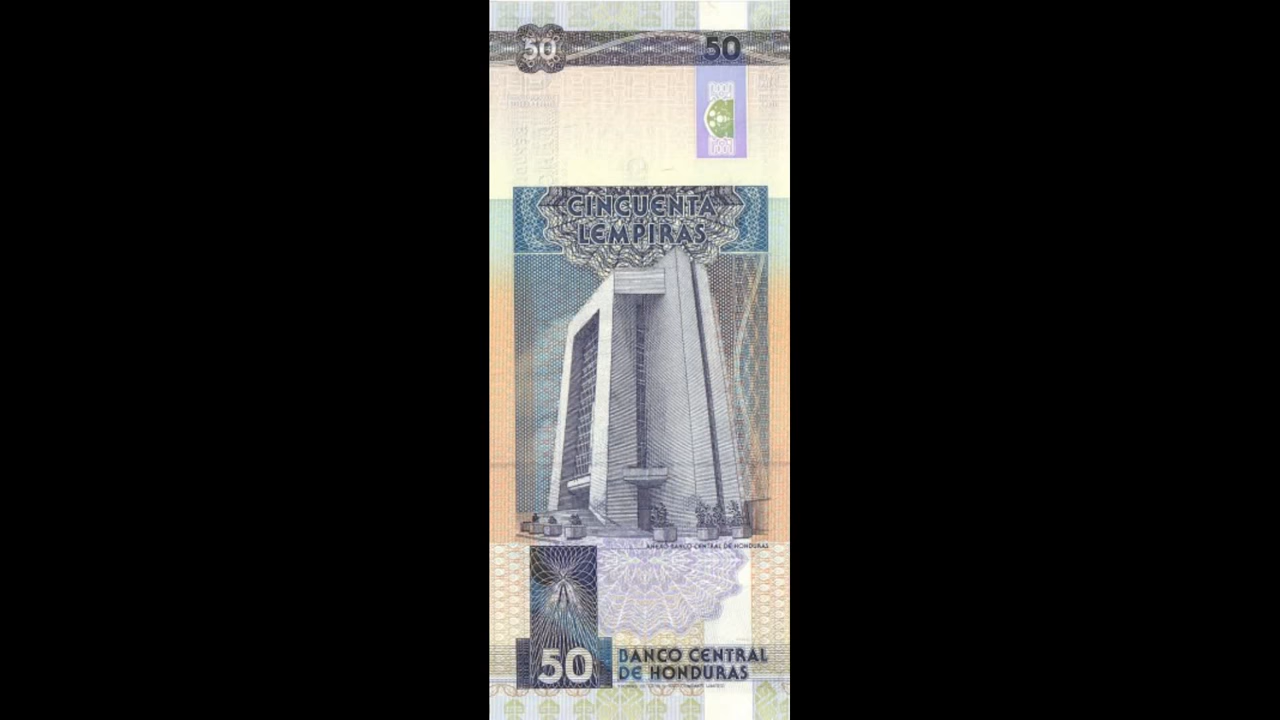 50
50
CINCUENTA
LEMPIRAS
ANEXO BANCO CENTRAL DE HONDURAS
50
BANCO CENTRAL
DE HONDURAS